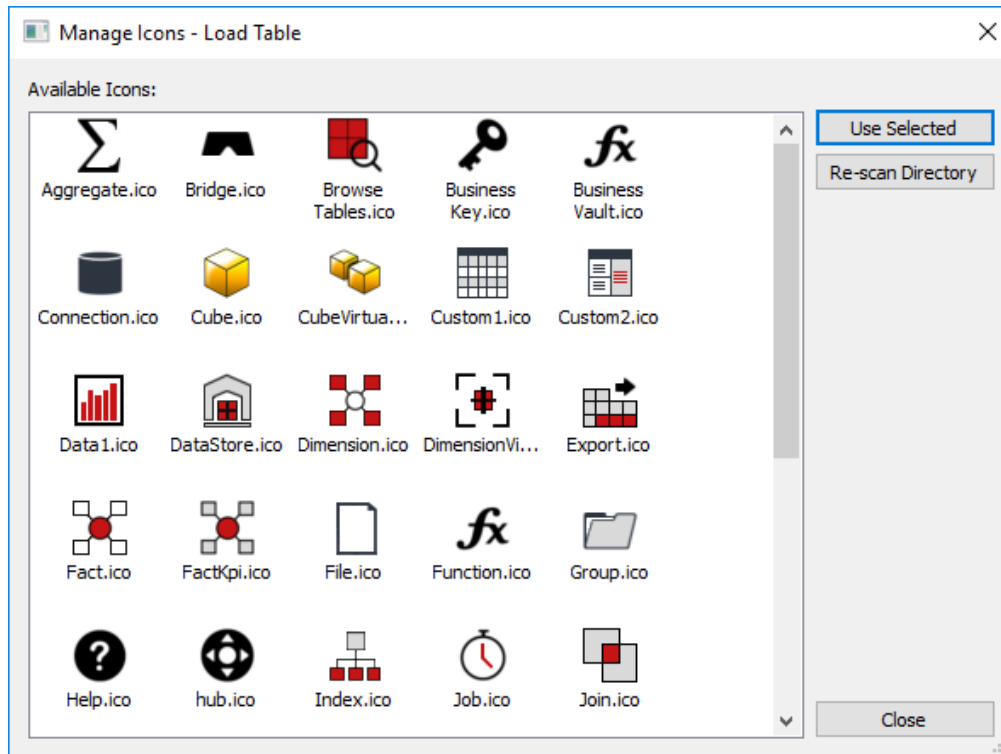 Manage Icons - Load Table
Available Icons:
Use Selected
Re-scan Directory
Aggregate.ico
Bridge.ico
Browse
Tables.ico
Business
Key.ico
Business
Vault.ico
Connection.ico
Cube.ico
CubeVirtua...
Custom1.ico
Custom2.ico
Data1.ico
DataStore.ico
Dimension.ico
DimensionVi...
Export.ico
Fact.ico
FactKpi.ico
File.ico
Function.ico
Group.ico
Help.ico
hub.ico
Index.ico
Job.ico
Join.ico
Close